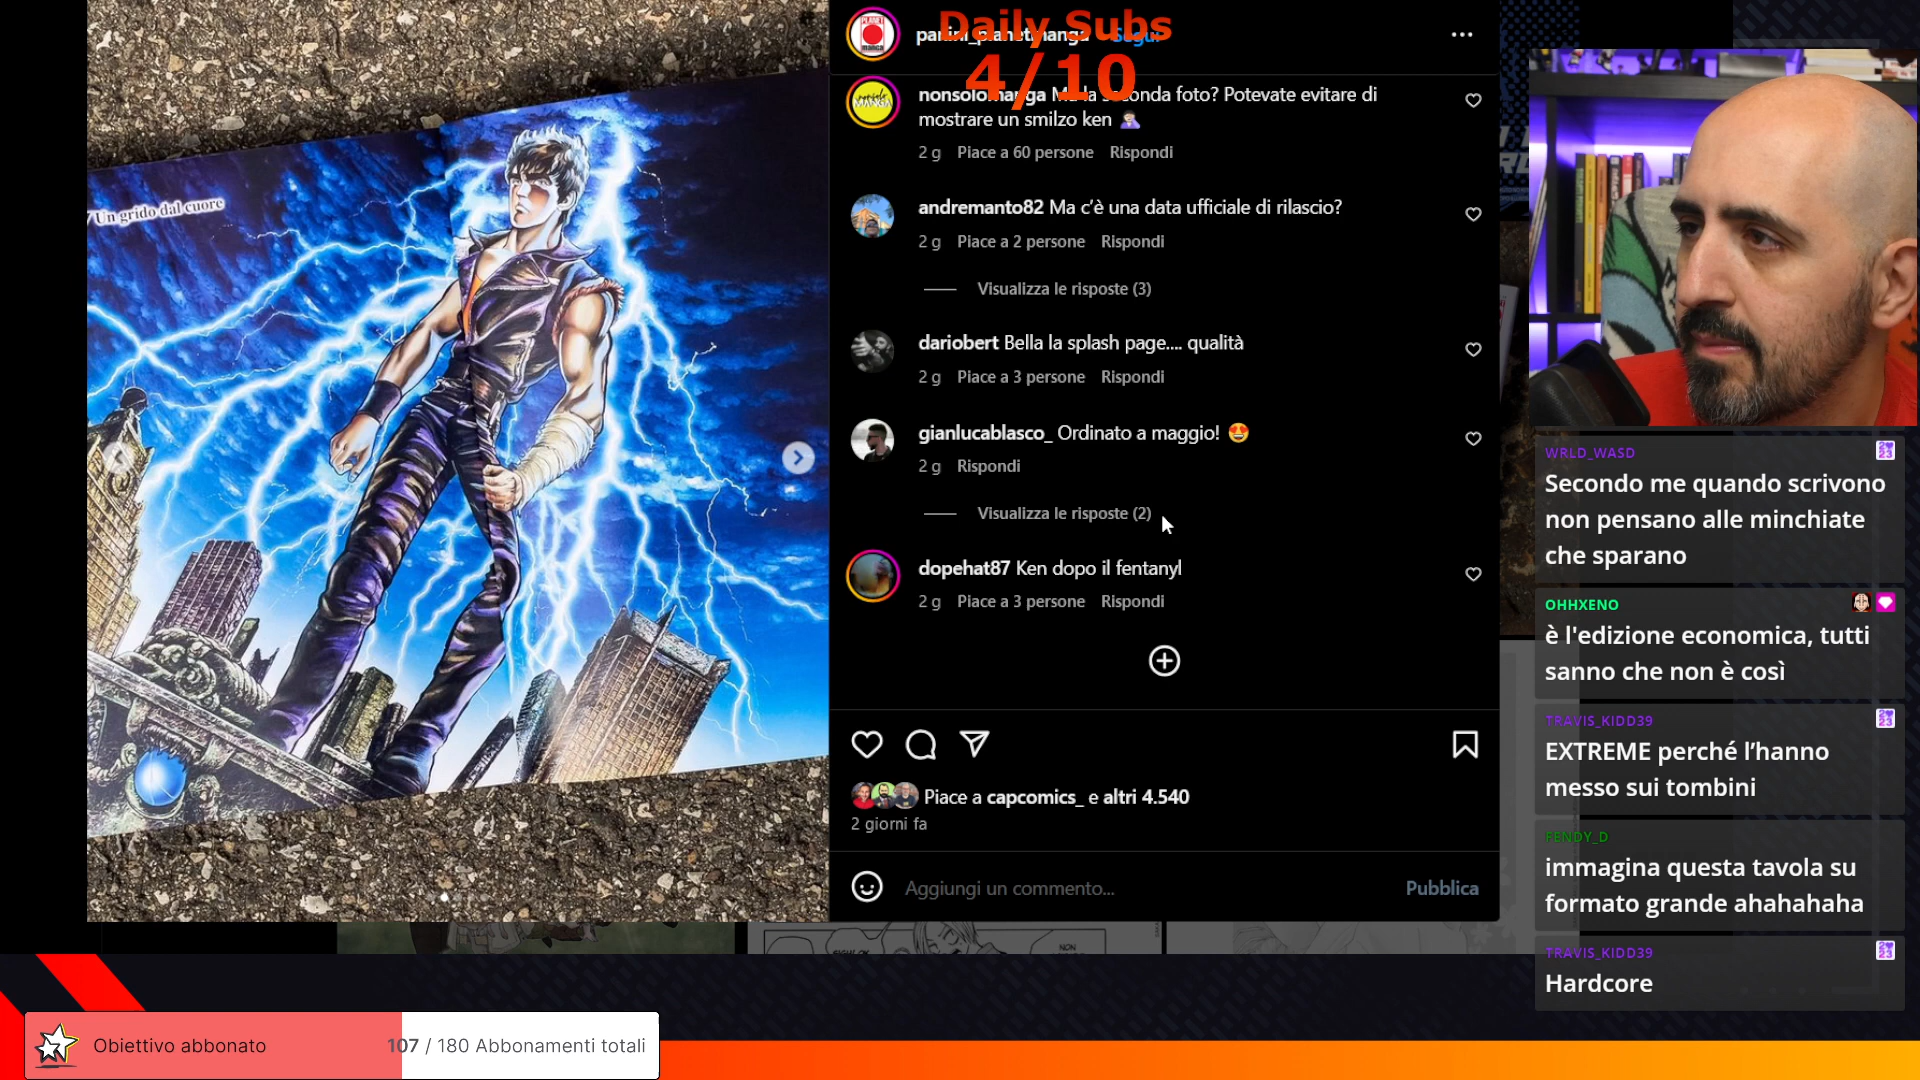 Un grido dal cuore
Daily Subs
4/10
panini_planetmanga Segui
PLANET
manga
nonsolomanga Ma la seconda foto? Potevate evitare di
mostrare un smilzo ken
2 g Piace a 60 persone Rispondi
andremanto82 Ma c'è una data ufficiale di rilascio?
2 g Piace a 2 persone Rispondi
Visualizza le risposte (3)
dariobert Bella la splash page.... qualità
2 g Piace a 3 persone Rispondi
gianlucablasco_ Ordinato a maggio!
2 g Rispondi
Visualizza le risposte (2)
dopehat87 Ken dopo il fentanyl
2 g Piace a 3 persone Rispondi
Piace a capcomics_ e altri 4.540
2 giorni fa
Aggiungi un commento...
Pubblica
WRLD_WASD
Secondo me quando scrivono
non pensano alle minchiate
che sparano
OHHXENO
è l'edizione economica, tutti
sanno che non è così
TRAVIS_KIDD39
EXTREME perché l’hanno
messo sui tombini
FENDY_D
immagina questa tavola su
formato grande ahahahaha
TRAVIS_KIDD39
Hardcore
NON
Obiettivo abbonato
107 / 180 Abbonamenti totali